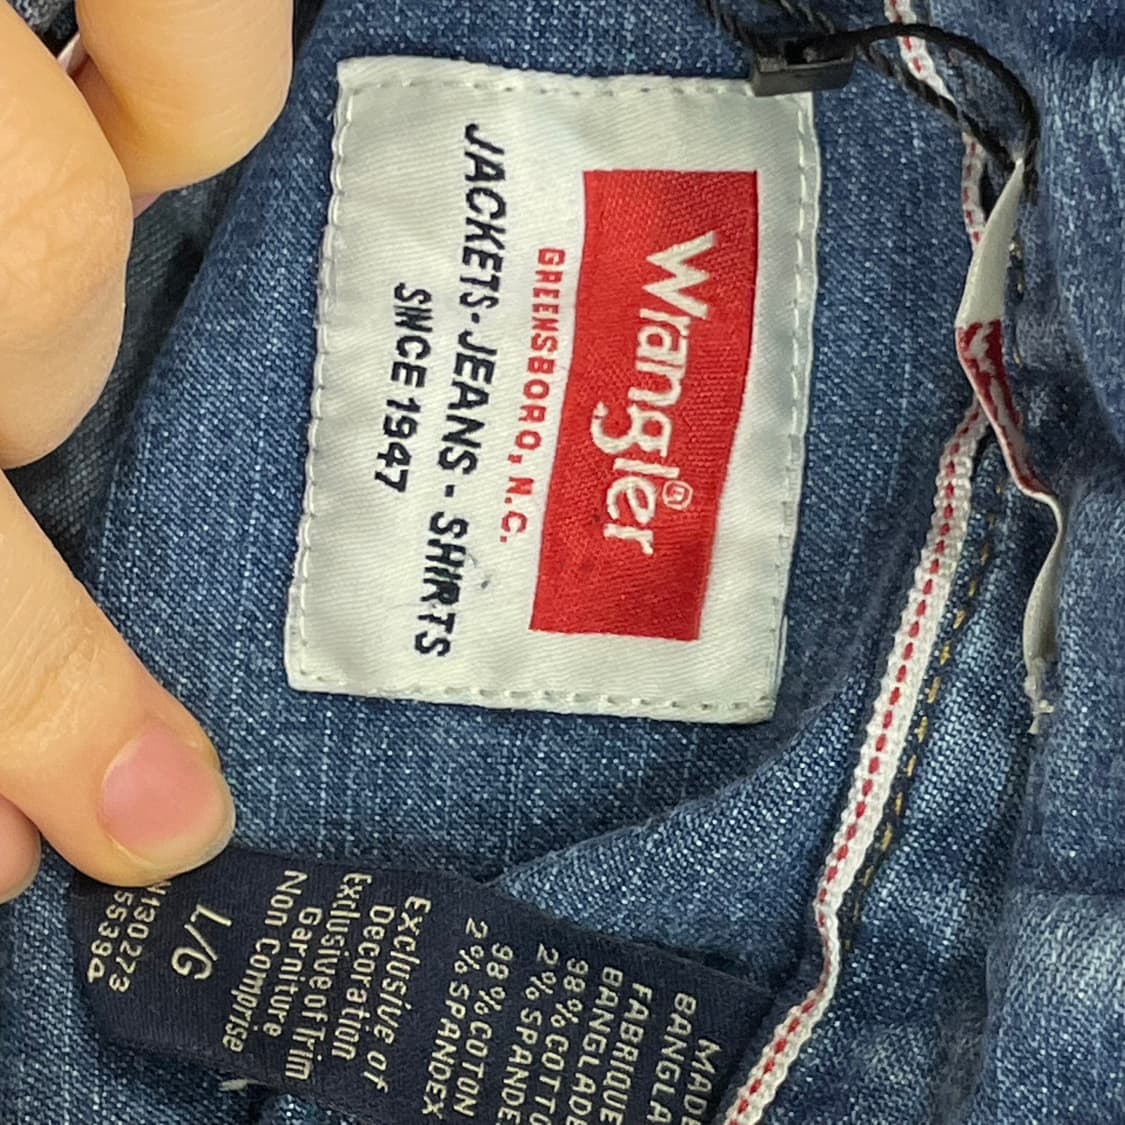 Wrangler®
GREENSBORO, N.C.
JACKETS-JEANS-SHIRTS
SINCE 1947
MADE
BANGLA
FABRIQUE
BANGLADE
98% COTTO
2% SPANDE
98% COTON
2% SPANDEX
Exclusive of
Decoration
Exclusive of Trim
Garniture
Non Comprise
L/G
130273
55394